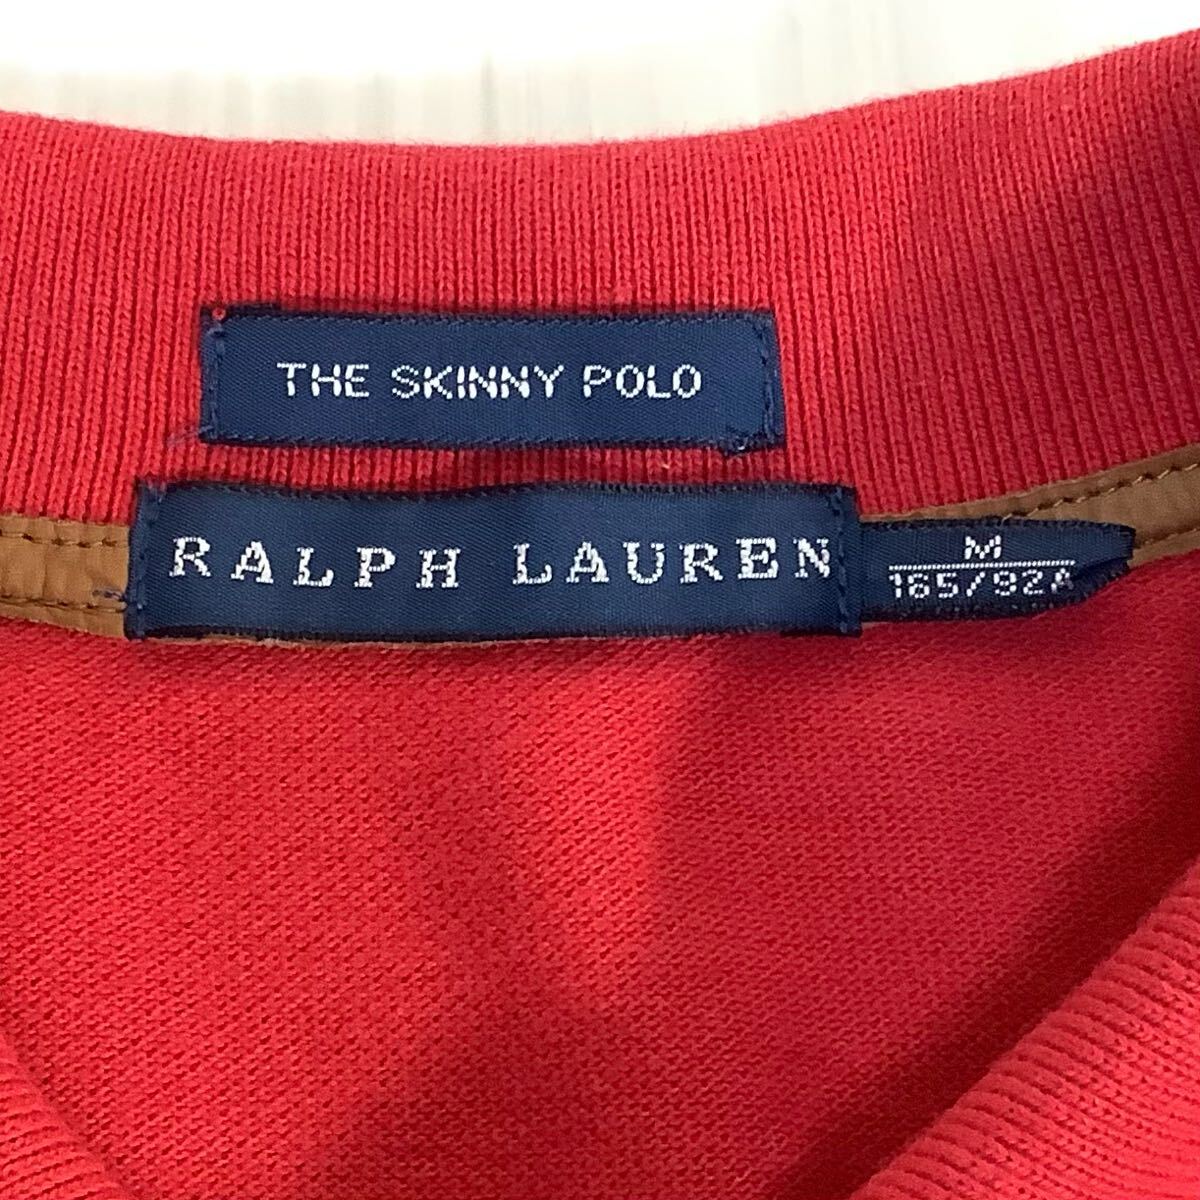 THE SKINNY POLO
RALPH LAUREN
M
165/92A